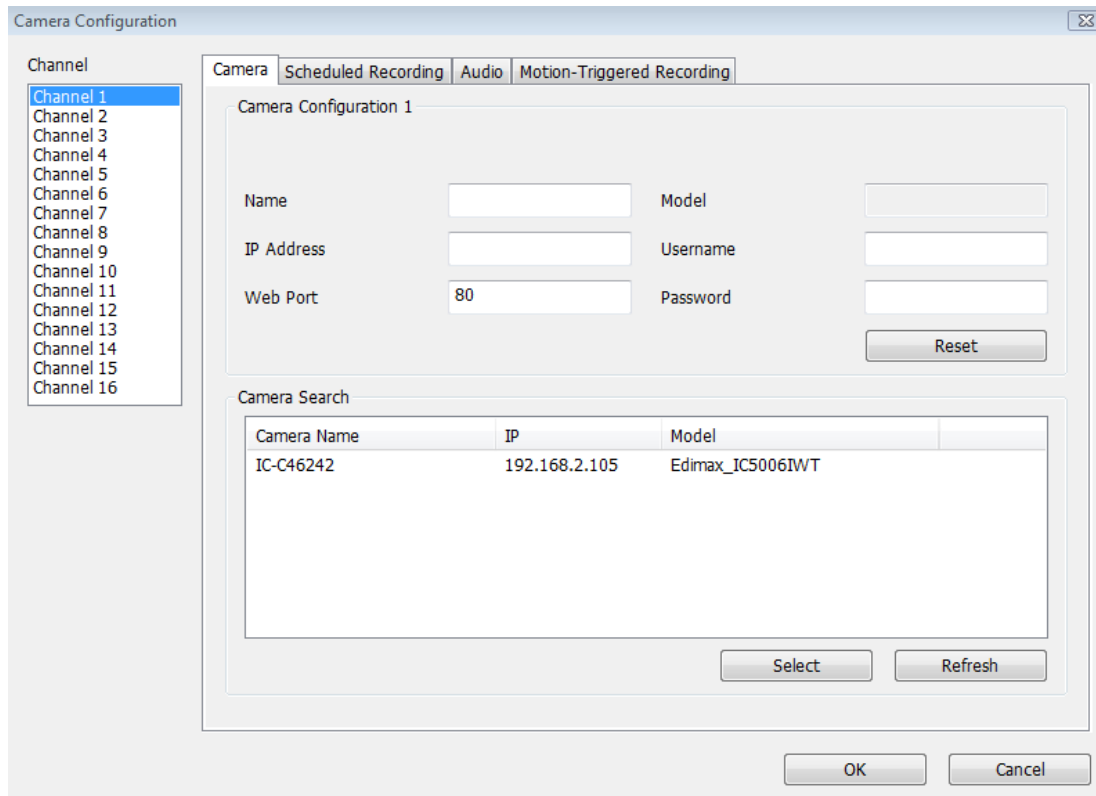 Camera Configuration
Channel
Channel 1
Channel 2
Channel 3
Channel 4
Channel 5
Channel 6
Channel 7
Channel 8
Channel 9
Channel 10
Channel 11
Channel 12
Channel 13
Channel 14
Channel 15
Channel 16
Camera Scheduled Recording Audio Motion-Triggered Recording
Camera Configuration 1
Name Model
IP Address Username
Web Port 80 Password
Reset
Camera Search
Camera Name IP Model
IC-C46242 192.168.2.105 Edimax_IC5006IWT
Select Refresh
OK Cancel